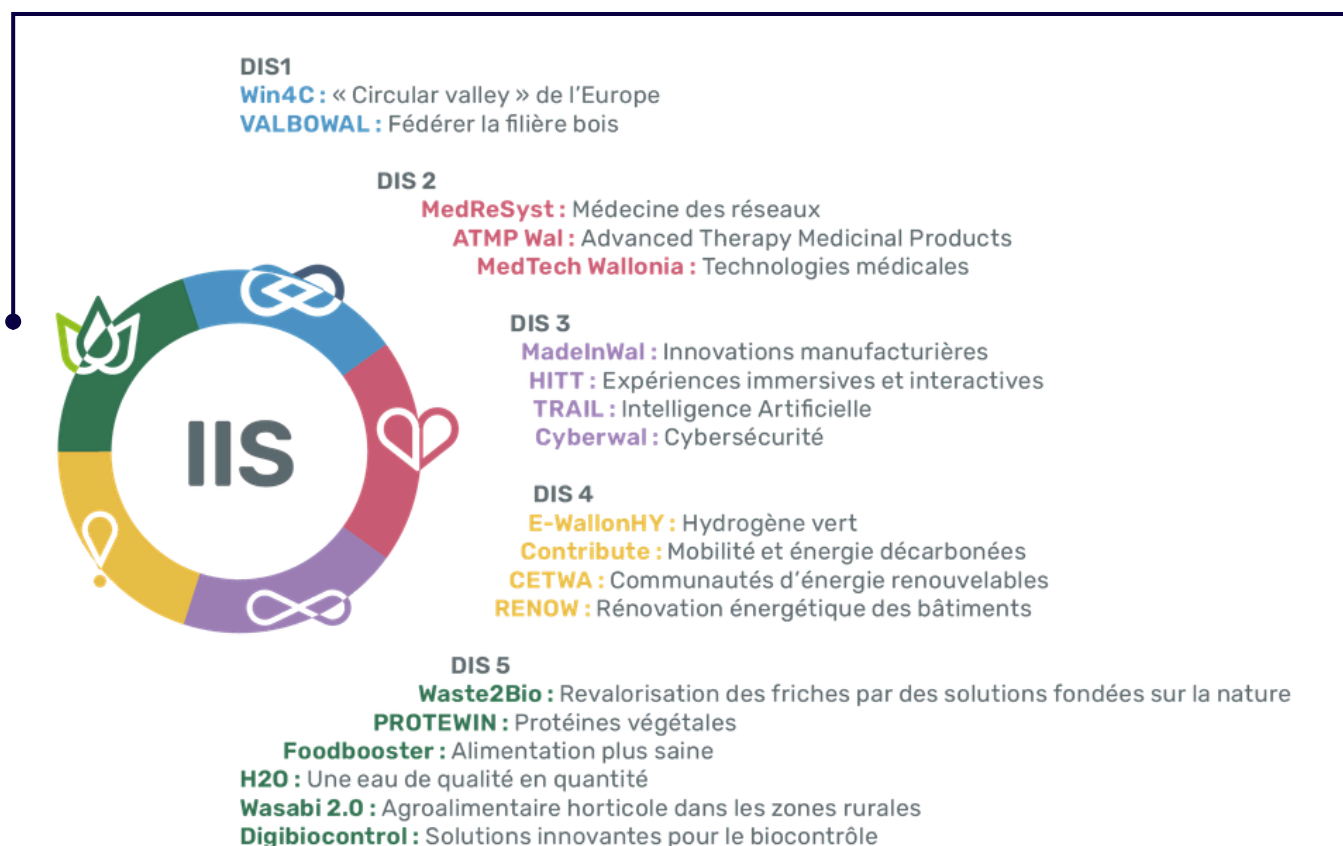 DIS1
Win4C : « Circular valley » de l’Europe
VALBOWAL : Fédérer la filière bois
DIS 2
MedReSyst : Médecine des réseaux
ATMP Wal : Advanced Therapy Medicinal Products
MedTech Wallonia : Technologies médicales
DIS 3
MadeInWal : Innovations manufacturières
HITT : Expériences immersives et interactives
TRAIL : Intelligence Artificielle
Cyberwal : Cybersécurité
IIS
DIS 4
E-WallonHY : Hydrogène vert
Contribute : Mobilité et énergie décarbonées
CETWA : Communautés d’énergie renouvelables
RENOW : Rénovation énergétique des bâtiments
DIS 5
Waste2Bio : Revalorisation des friches par des solutions fondées sur la nature
PROTEWIN : Protéines végétales
Foodbooster : Alimentation plus saine
H2O : Une eau de qualité en quantité
Wasabi 2.0 : Agroalimentaire horticole dans les zones rurales
Digibiocontrol : Solutions innovantes pour le biocontrôle